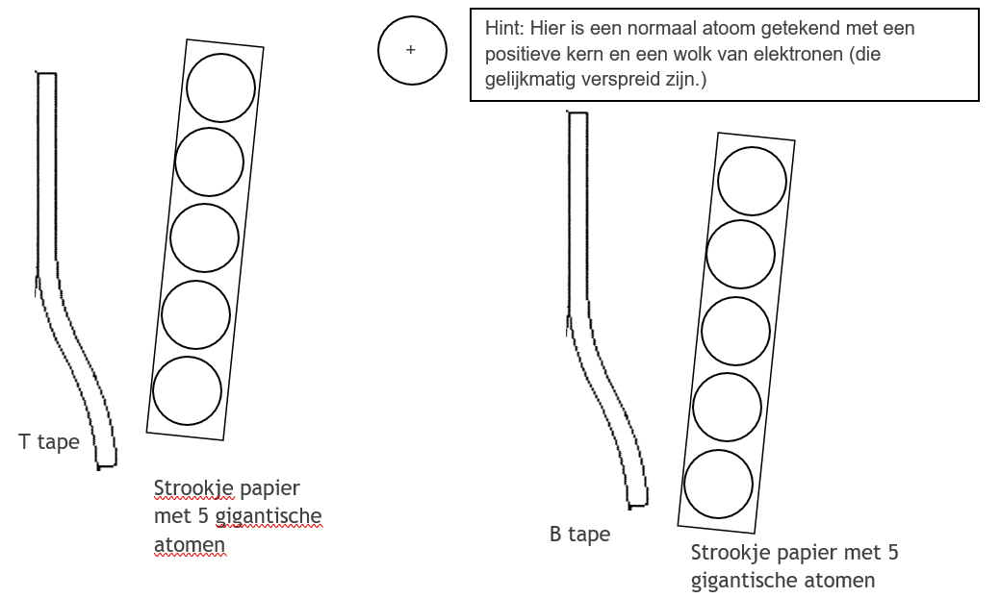 +
Hint: Hier is een normaal atoom getekend met een
positieve kern en een wolk van elektronen (die
gelijkmatig verspreid zijn.)
T tape
Strookje papier
met 5 gigantische
atomen
B tape
Strookje papier met 5
gigantische atomen